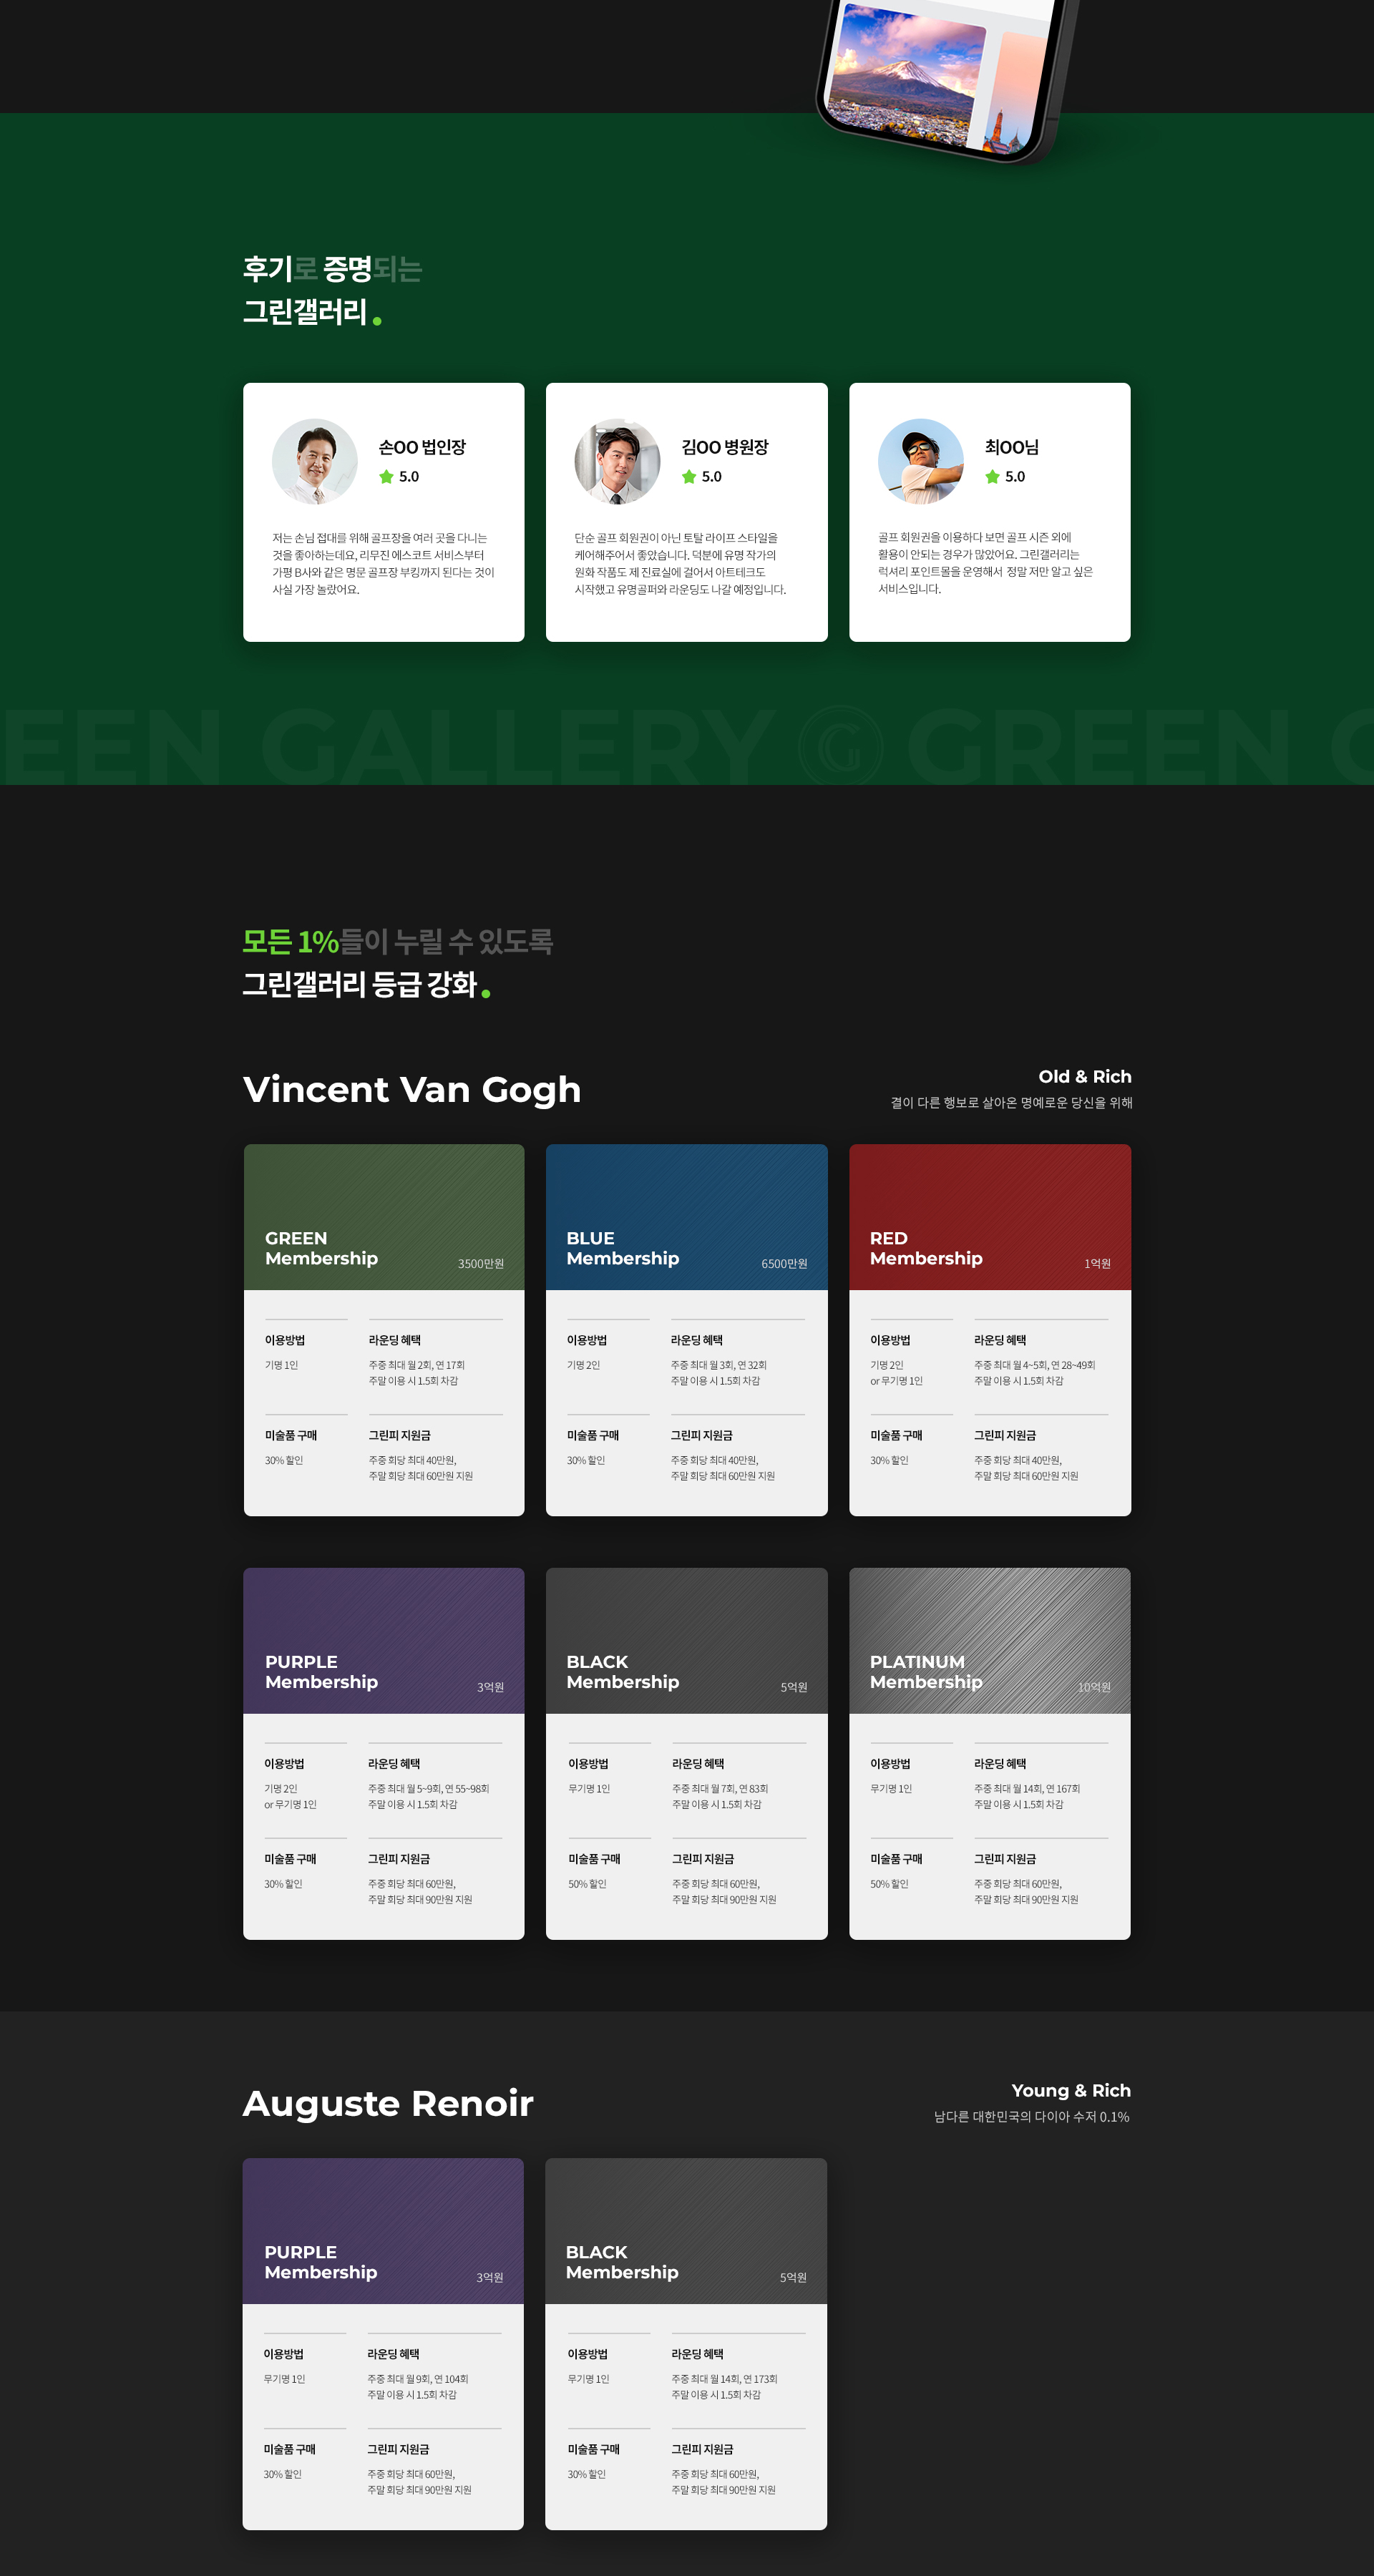 후기로 증명되는
그린갤러리.
손OO 법인장
5.0
저는 손님 접대를 위해 골프장을 여러 곳을 다니는
것을 좋아하는데요, 리무진 에스코트 서비스부터
가평 B사와 같은 명문 골프장 부킹까지 된다는 것이
사실 가장 놀랐어요.
김OO 병원장
5.0
단순 골프 회원권이 아닌 토탈 라이프 스타일을
케어해주어서 좋았습니다. 덕분에 유명 작가의
원화 작품도 제 진료실에 걸어서 아트테크도
시작했고 유명골퍼와 라운딩도 나갈 예정입니다.
최OO님
5.0
골프 회원권을 이용하다 보면 골프 시즌 외에
활용이 안되는 경우가 많았어요. 그린갤러리는
럭셔리 포인트몰을 운영해서 정말 저만 알고 싶은
서비스입니다.
EEN GALLERY G GREEN G
모든 1%들이 누릴 수 있도록
그린갤러리 등급 강화.
Vincent Van Gogh
Old & Rich
결이 다른 행보로 살아온 명예로운 당신을 위해
GREEN
Membership
3500만원
이용방법
기명 1인
라운딩 혜택
주중 최대 월 2회, 연 17회
주말 이용 시 1.5회 차감
미술품 구매
30% 할인
그린피 지원금
주중 회당 최대 40만원,
주말 회당 최대 60만원 지원
BLUE
Membership
6500만원
이용방법
기명 2인
라운딩 혜택
주중 최대 월 3회, 연 32회
주말 이용 시 1.5회 차감
미술품 구매
30% 할인
그린피 지원금
주중 회당 최대 40만원,
주말 회당 최대 60만원 지원
RED
Membership
1억원
이용방법
기명 2인
or 무기명 1인
라운딩 혜택
주중 최대 월 4~5회, 연 28~49회
주말 이용 시 1.5회 차감
미술품 구매
30% 할인
그린피 지원금
주중 회당 최대 40만원,
주말 회당 최대 60만원 지원
PURPLE
Membership
3억원
이용방법
기명 2인
or 무기명 1인
라운딩 혜택
주중 최대 월 5~9회, 연 55~98회
주말 이용 시 1.5회 차감
미술품 구매
30% 할인
그린피 지원금
주중 회당 최대 60만원,
주말 회당 최대 90만원 지원
BLACK
Membership
5억원
이용방법
무기명 1인
라운딩 혜택
주중 최대 월 7회, 연 83회
주말 이용 시 1.5회 차감
미술품 구매
50% 할인
그린피 지원금
주중 회당 최대 60만원,
주말 회당 최대 90만원 지원
PLATINUM
Membership
10억원
이용방법
무기명 1인
라운딩 혜택
주중 최대 월 14회, 연 167회
주말 이용 시 1.5회 차감
미술품 구매
50% 할인
그린피 지원금
주중 회당 최대 60만원,
주말 회당 최대 90만원 지원
Auguste Renoir
Young & Rich
남다른 대한민국의 다이아 수저 0.1%
PURPLE
Membership
3억원
이용방법
무기명 1인
라운딩 혜택
주중 최대 월 9회, 연 104회
주말 이용 시 1.5회 차감
미술품 구매
30% 할인
그린피 지원금
주중 회당 최대 60만원,
주말 회당 최대 90만원 지원
BLACK
Membership
5억원
이용방법
무기명 1인
라운딩 혜택
주중 최대 월 14회, 연 173회
주말 이용 시 1.5회 차감
미술품 구매
30% 할인
그린피 지원금
주중 회당 최대 60만원,
주말 회당 최대 90만원 지원